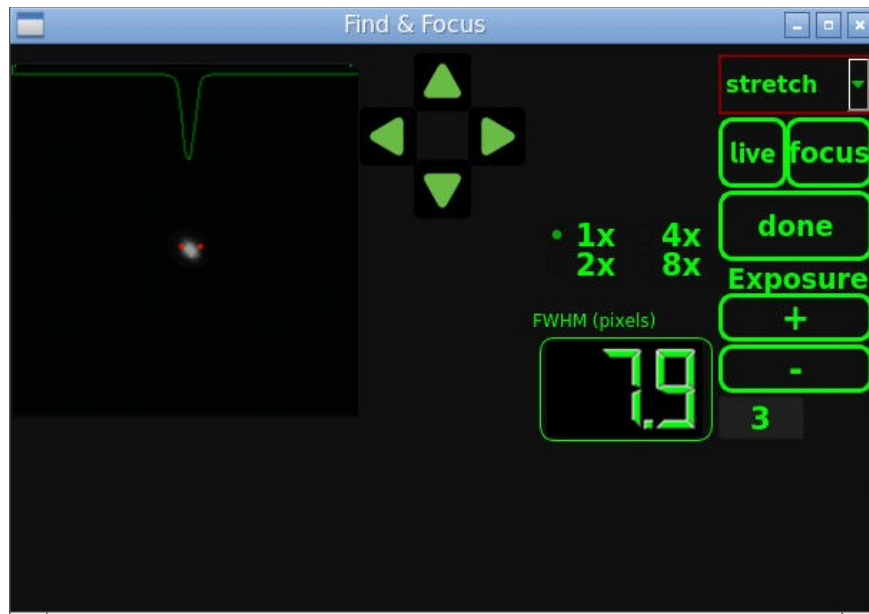 Find & Focus
stretch
live focus
done
1x 4x
2x 8x
Exposure
+
FWHM (pixels)
-
7.9
3